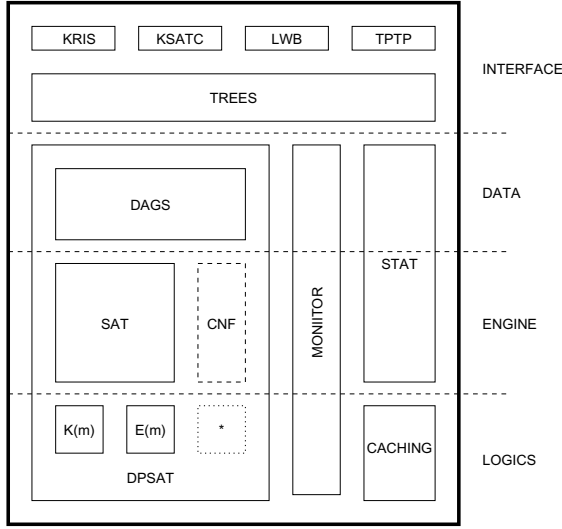 KRIS KSATC LWB TPTP
INTERFACE
TREES
DATA
DAGS
STAT
MONIITOR
SAT CNF
ENGINE
K(m) E(m) *
CACHING
LOGICS
DPSAT